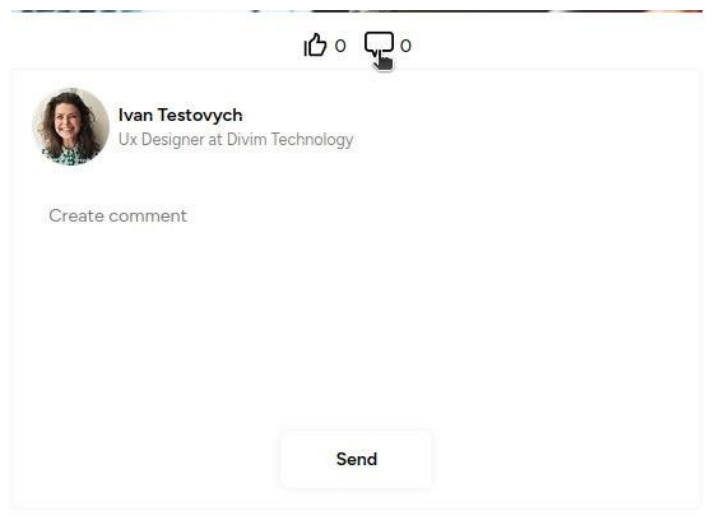 0 0
Ivan Testovych
Ux Designer at Divim Technology
Create comment
Send